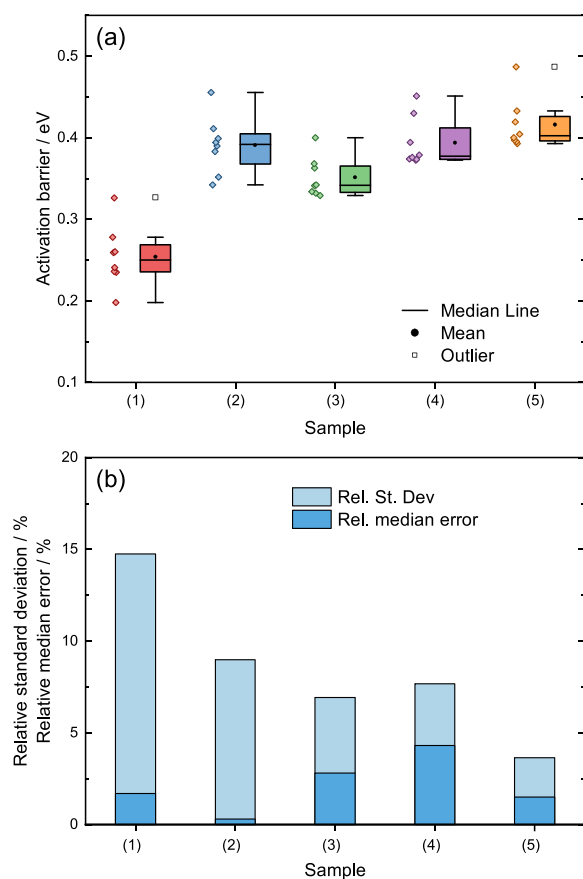 (a)
0.5
0.4
0.3
0.2
0.1
Activation barrier / eV
Median Line
Mean
Outlier
(1) (2) (3) (4) (5)
Sample
(b)
20
15
10
5
0
Relative standard deviation / %
Relative median error / %
Rel. St. Dev
Rel. median error
(1) (2) (3) (4) (5)
Sample